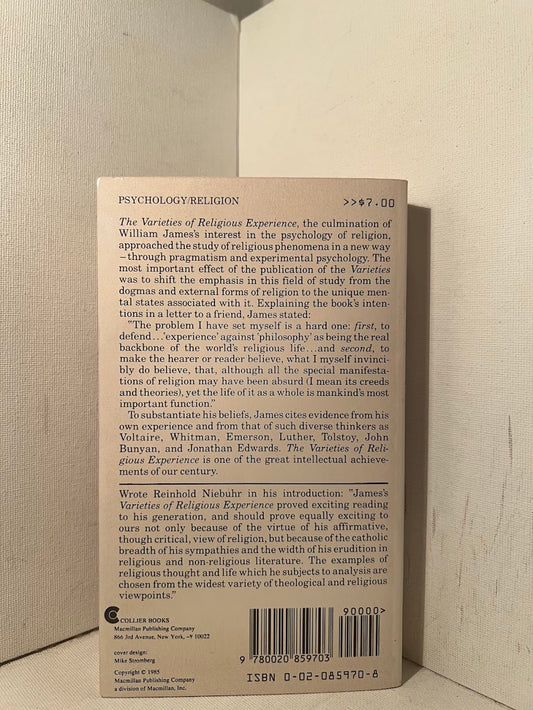 PSYCHOLOGY/RELIGION >>$7.00
The Varieties of Religious Experience, the culmination of
William James's interest in the psychology of religion,
approached the study of religious phenomena in a new way
–through pragmatism and experimental psychology. The
most important effect of the publication of the Varieties
was to shift the emphasis in this field of study from the
dogmas and external forms of religion to the unique men-
tal states associated with it. Explaining the book's inten-
tions in a letter to a friend, James stated:
"The problem I have set myself is a hard one: first, to
defend...'experience' against 'philosophy' as being the real
backbone of the world's religious life...and second, to
make the hearer or reader believe, what I myself invinci-
bly do believe, that, although all the special manifesta-
tions of religion may have been absurd (I mean its creeds
and theories), yet the life of it as a whole is mankind's most
important function."
To substantiate his beliefs, James cites evidence from his
own experience and from that of such diverse thinkers as
Voltaire, Whitman, Emerson, Luther, Tolstoy, John
Bunyan, and Jonathan Edwards. The Varieties of Reli-
gious Experience is one of the great intellectual achieve-
ments of our century.
Wrote Reinhold Niebuhr in his introduction: "James's
Varieties of Religious Experience proved exciting reading
to his generation, and should prove equally exciting to
ours not only because of the virtue of his affirmative,
though critical, view of religion, but because of the catholic
breadth of his sympathies and the width of his erudition in
religious and non-religious literature. The examples of
religious thought and life which he subjects to analysis are
chosen from the widest variety of theological and religious
viewpoints."
COLLIER BOOKS
Macmillan Publishing Company
866 3rd Avenue, New York, NY 10022
cover design:
Mike Stromberg
Copyright © 1985
Macmillan Publishing Company
a division of Macmillan, Inc.
90000>
9 780020 859703
ISBN 0-02-085970-8